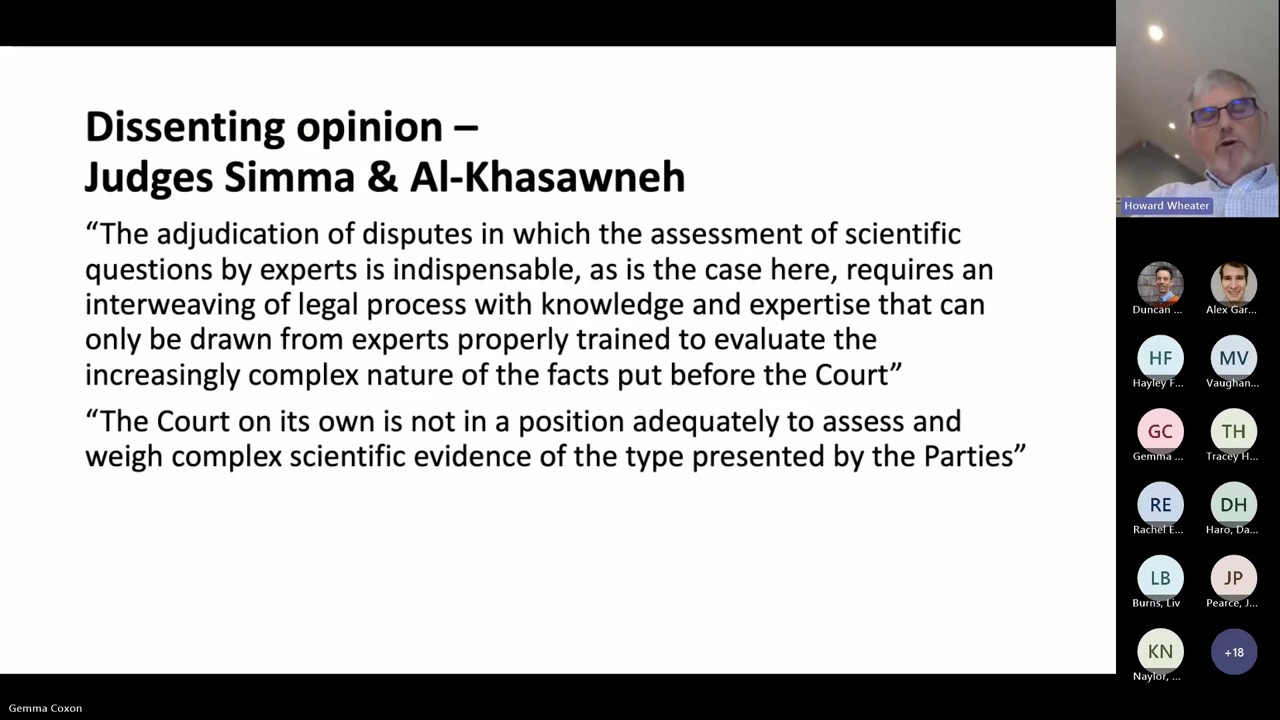 Dissenting opinion –
Judges Simma & Al-Khasawneh
“The adjudication of disputes in which the assessment of scientific
questions by experts is indispensable, as is the case here, requires an
interweaving of legal process with knowledge and expertise that can
only be drawn from experts properly trained to evaluate the
increasingly complex nature of the facts put before the Court”
“The Court on its own is not in a position adequately to assess and
weigh complex scientific evidence of the type presented by the Parties”
Howard Wheater
Duncan ...
Alex Gar...
HF
MV
Hayley F...
Vaughan...
GC
TH
Gemma ...
Tracey H...
RE
DH
Rachel E...
Haro, Da...
LB
JP
Burns, Liv
Pearce, J...
KN
+18
Naylor, ...
Gemma Coxon